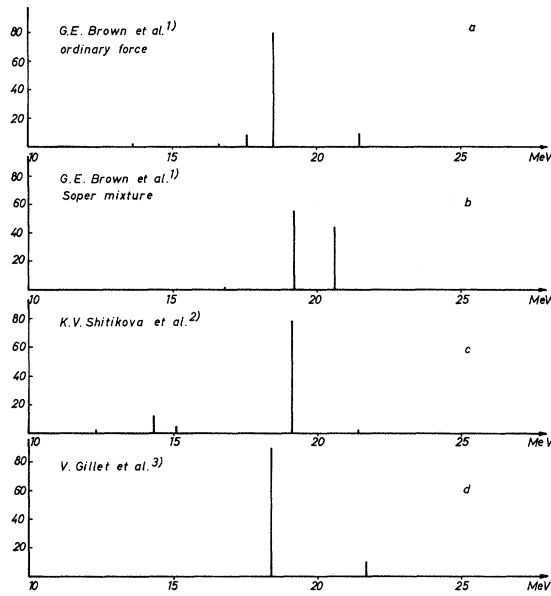 80
60
40
20
G.E. Brown et al.1)
ordinary force
a
10 15 20 25 MeV
80
60
40
20
G.E. Brown et al.1)
Soper mixture
b
10 15 20 25 MeV
80
60
40
20
K.V. Shitikova et al.2)
c
10 15 20 25 MeV
80
60
40
20
V. Gillet et al.3)
d
10 15 20 25 MeV